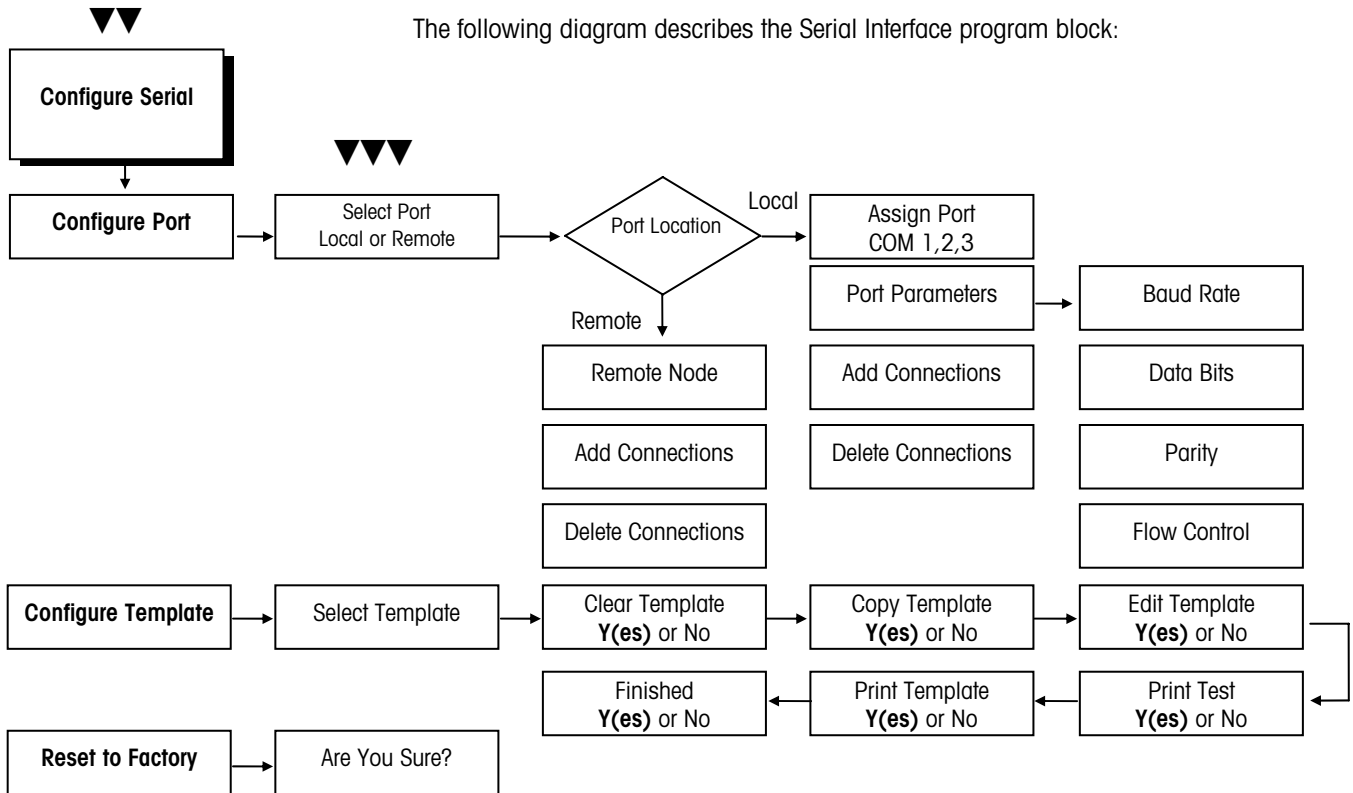 The following diagram describes the Serial Interface program block:
Configure Serial
Configure Port
Select Port
Local or Remote
Port Location
Local
Assign Port
COM 1,2,3
Port Parameters
Baud Rate
Remote
Remote Node
Add Connections
Data Bits
Add Connections
Delete Connections
Parity
Delete Connections
Flow Control
Configure Template
Select Template
Clear Template
Y(es) or No
Copy Template
Y(es) or No
Edit Template
Y(es) or No
Finished
Y(es) or No
Print Template
Y(es) or No
Print Test
Y(es) or No
Reset to Factory
Are You Sure?